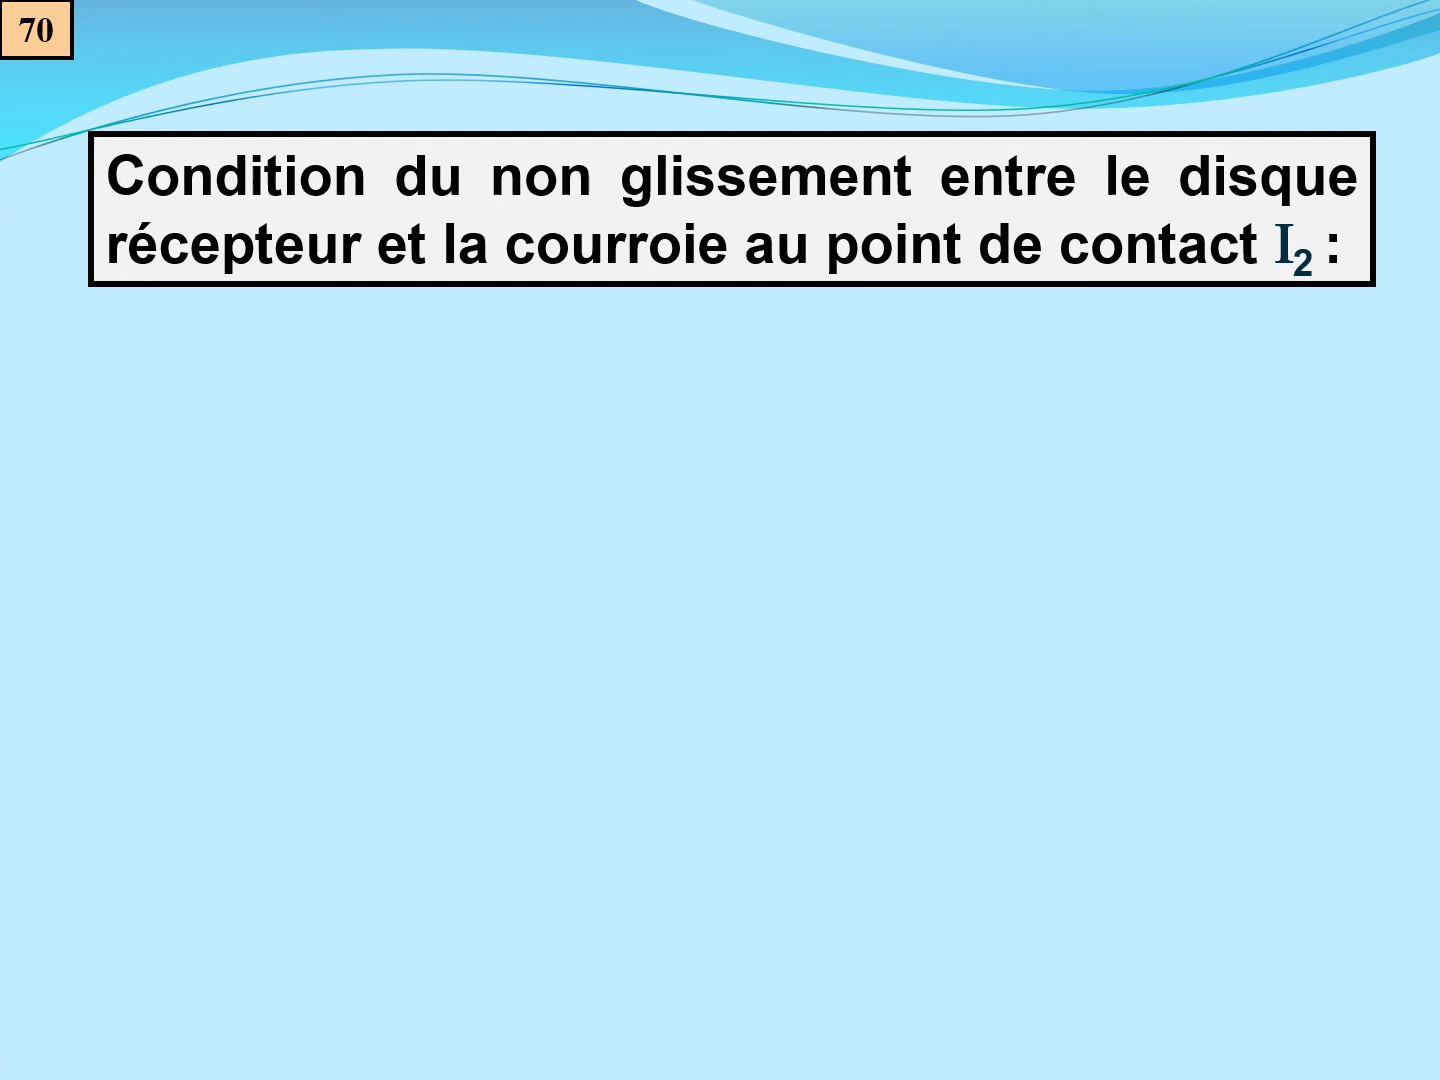 70
Condition du non glissement entre le disque
récepteur et la courroie au point de contact I₂ :